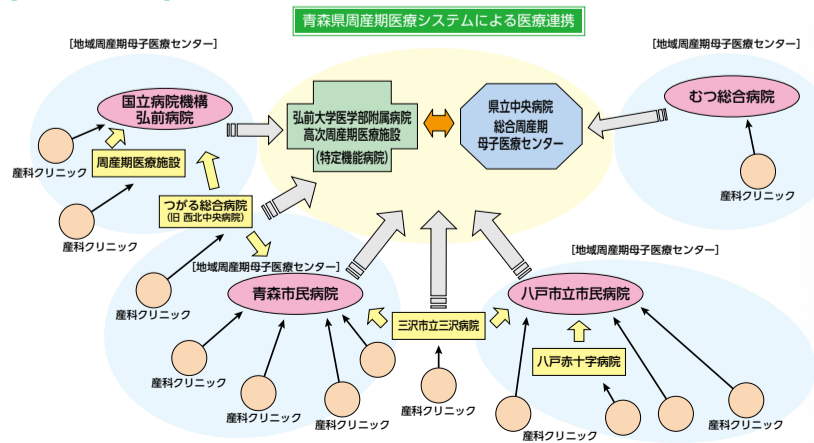 青森県周産期医療システムによる医療連携
[地域周産期母子医療センター]
[地域周産期母子医療センター]
国立病院機構
弘前病院
弘前大学医学部附属病院
高次周産期医療施設
(特定機能病院)
県立中央病院
総合周産期
母子医療センター
むつ総合病院
周産期医療施設
産科クリニック
産科クリニック
つがる総合病院
(旧 西北中央病院)
産科クリニック
[地域周産期母子医療センター]
[地域周産期母子医療センター]
青森市民病院
八戸市立市民病院
産科クリニック
三沢市立三沢病院
八戸赤十字病院
産科クリニック
産科クリニック
産科クリニック
産科クリニック
産科クリニック
産科クリニック